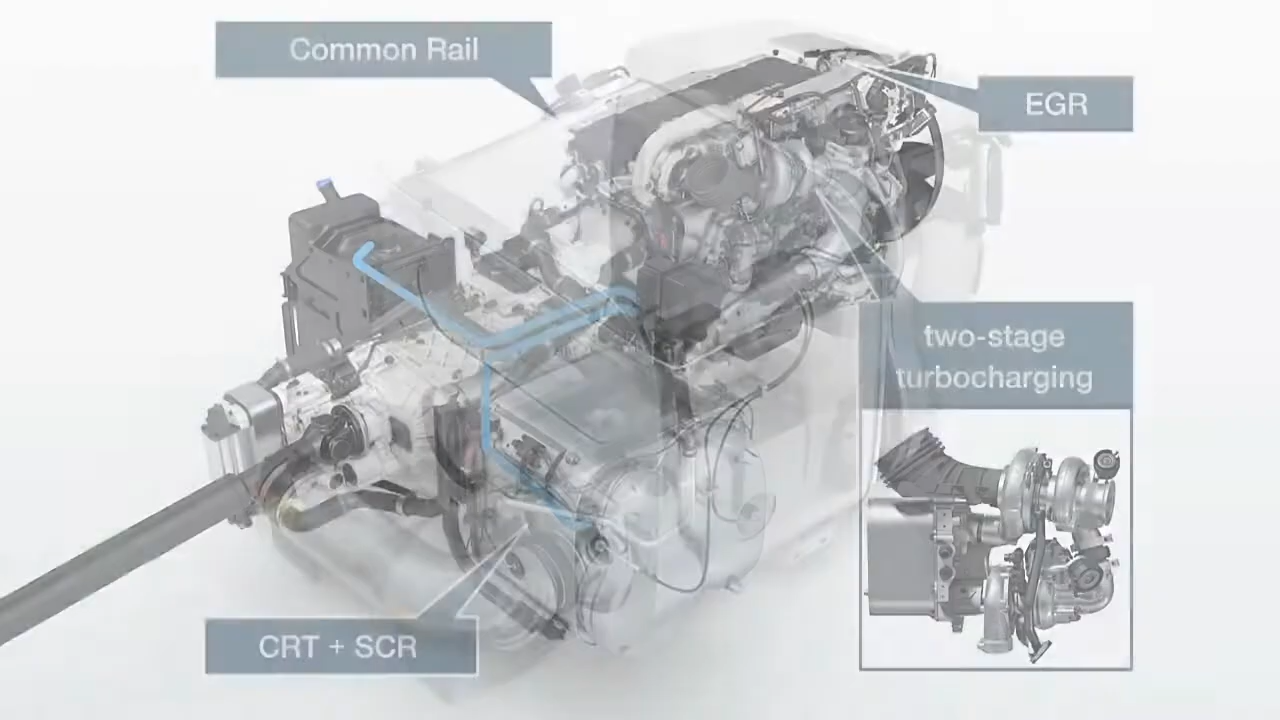 Common Rail
EGR
two-stage
turbocharging
CRT + SCR